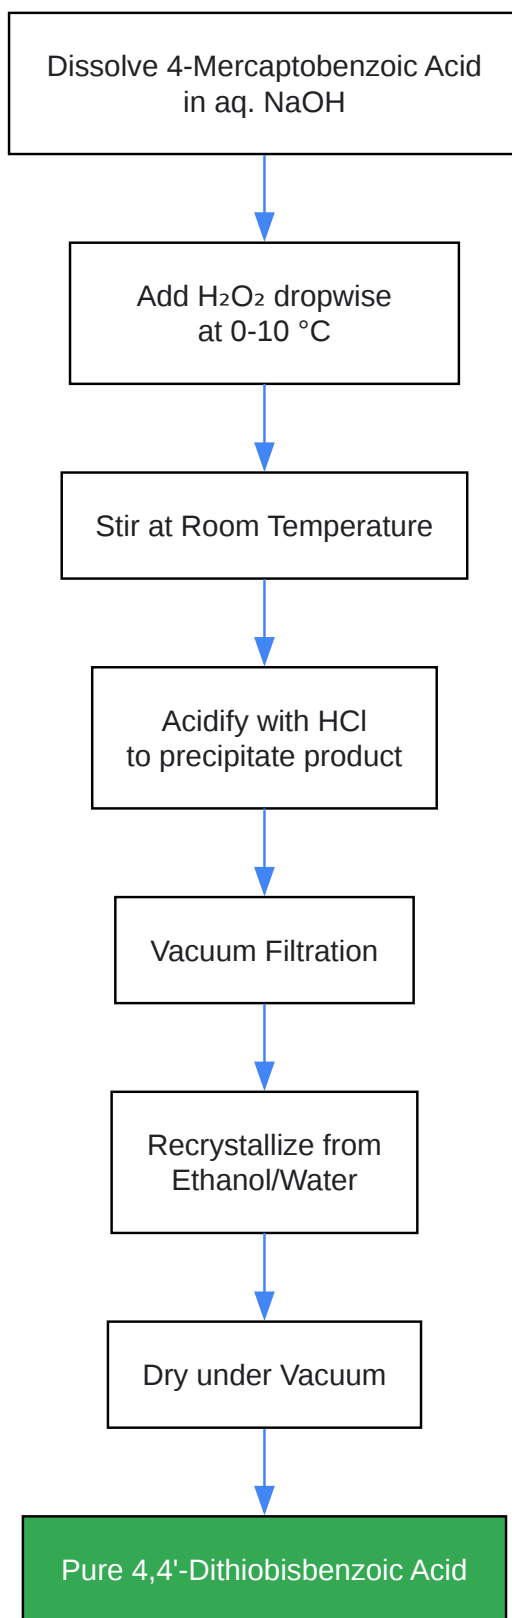 Dissolve 4-Mercaptobenzoic Acid
in aq. NaOH
Add H₂O₂ dropwise
at 0-10 °C
Stir at Room Temperature
Acidify with HCl
to precipitate product
Vacuum Filtration
Recrystallize from
Ethanol/Water
Dry under Vacuum
Pure 4,4'-Dithiobisbenzoic Acid